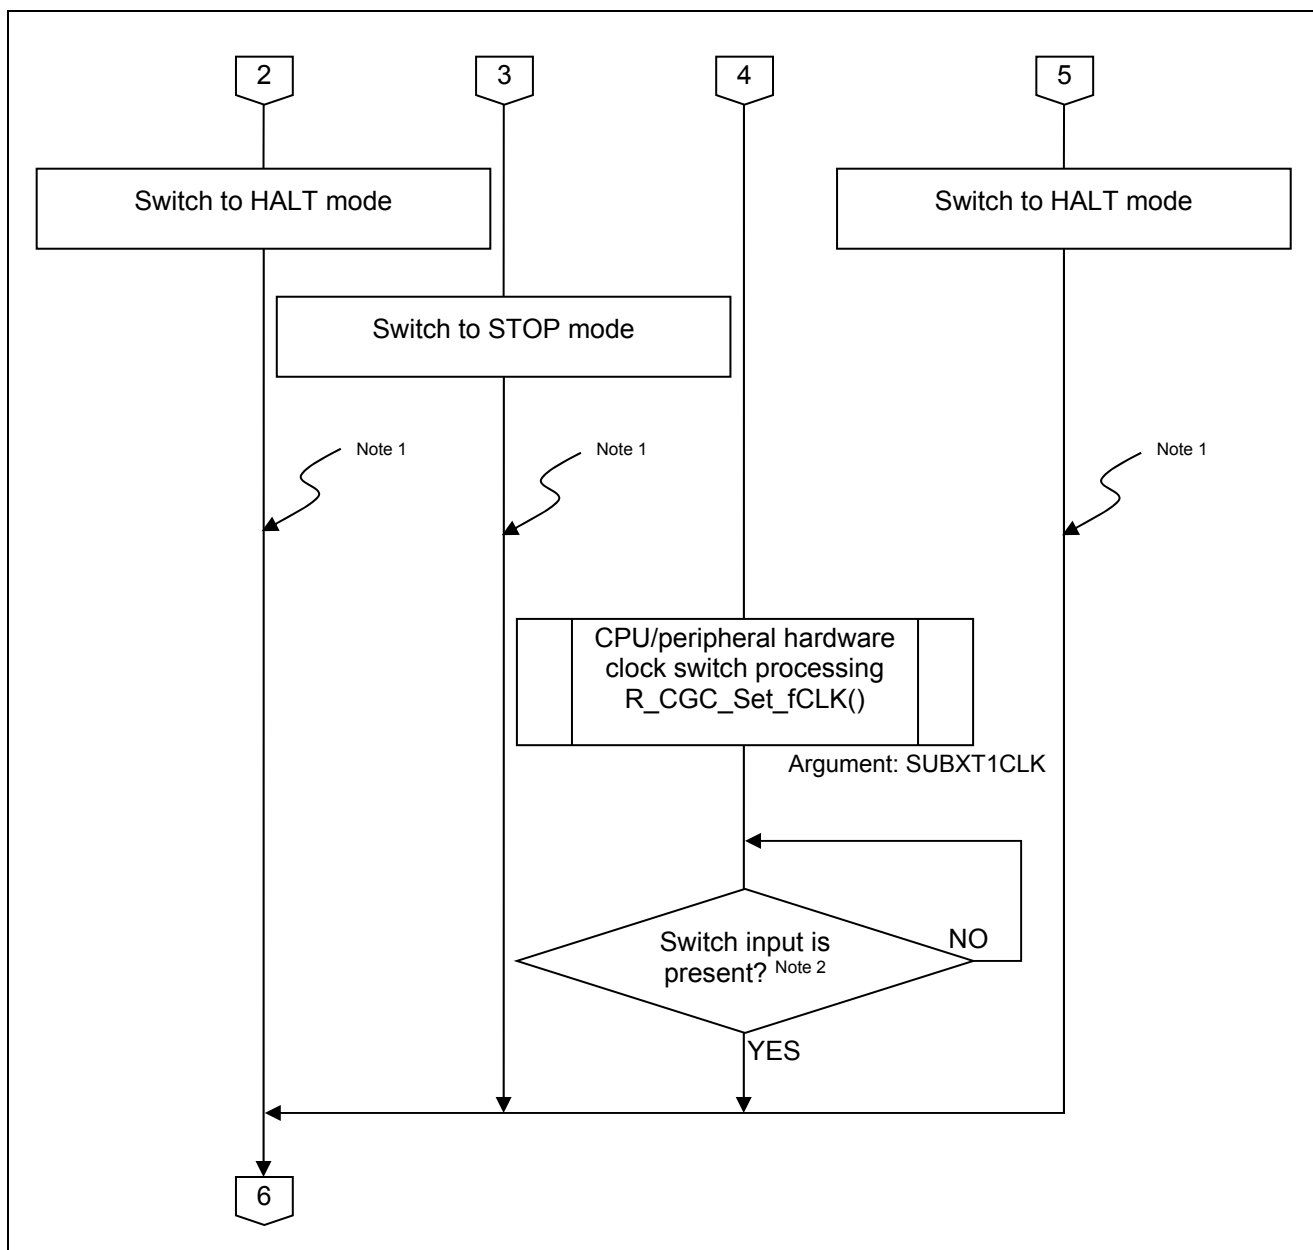 2
3
4
5
Switch to HALT mode
Switch to HALT mode
Switch to STOP mode
Note 1
Note 1
Note 1
CPU/peripheral hardware
clock switch processing
R_CGC_Set_fCLK()
Argument: SUBXT1CLK
Switch input is
present? Note 2
NO
YES
6